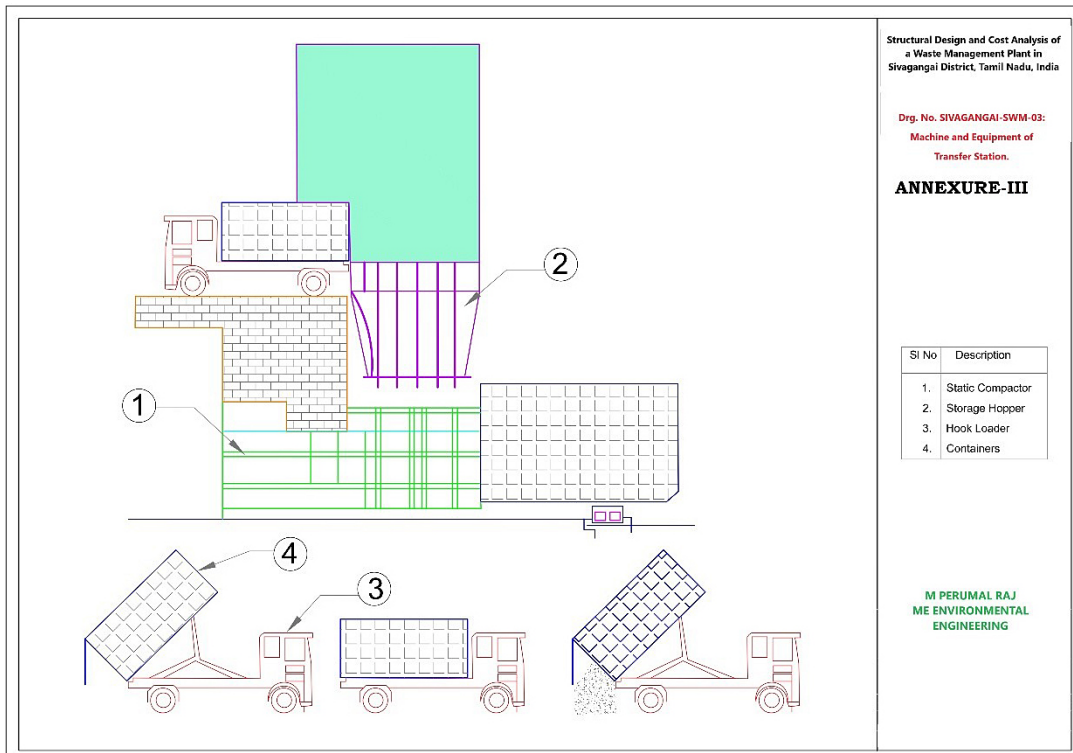 Structural Design and Cost Analysis of
a Waste Management Plant in
Sivagangai District, Tamil Nadu, India
Drg. No. SIVAGANGAI-SWM-03:
Machine and Equipment of
Transfer Station.
ANNEXURE-III
2
1
Sl No Description
1. Static Compactor
2. Storage Hopper
3. Hook Loader
4. Containers
4
3
M PERUMAL RAJ
ME ENVIRONMENTAL
ENGINEERING